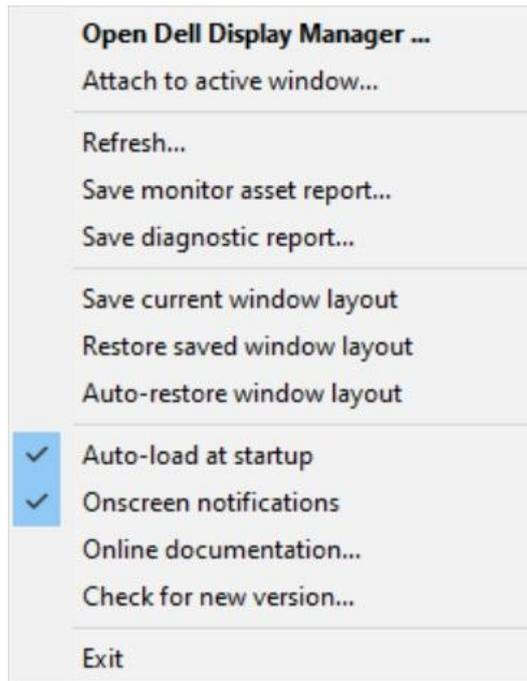 Open Dell Display Manager ...
Attach to active window...
Refresh...
Save monitor asset report...
Save diagnostic report...
Save current window layout
Restore saved window layout
Auto-restore window layout
Auto-load at startup
Onscreen notifications
Online documentation...
Check for new version...
Exit